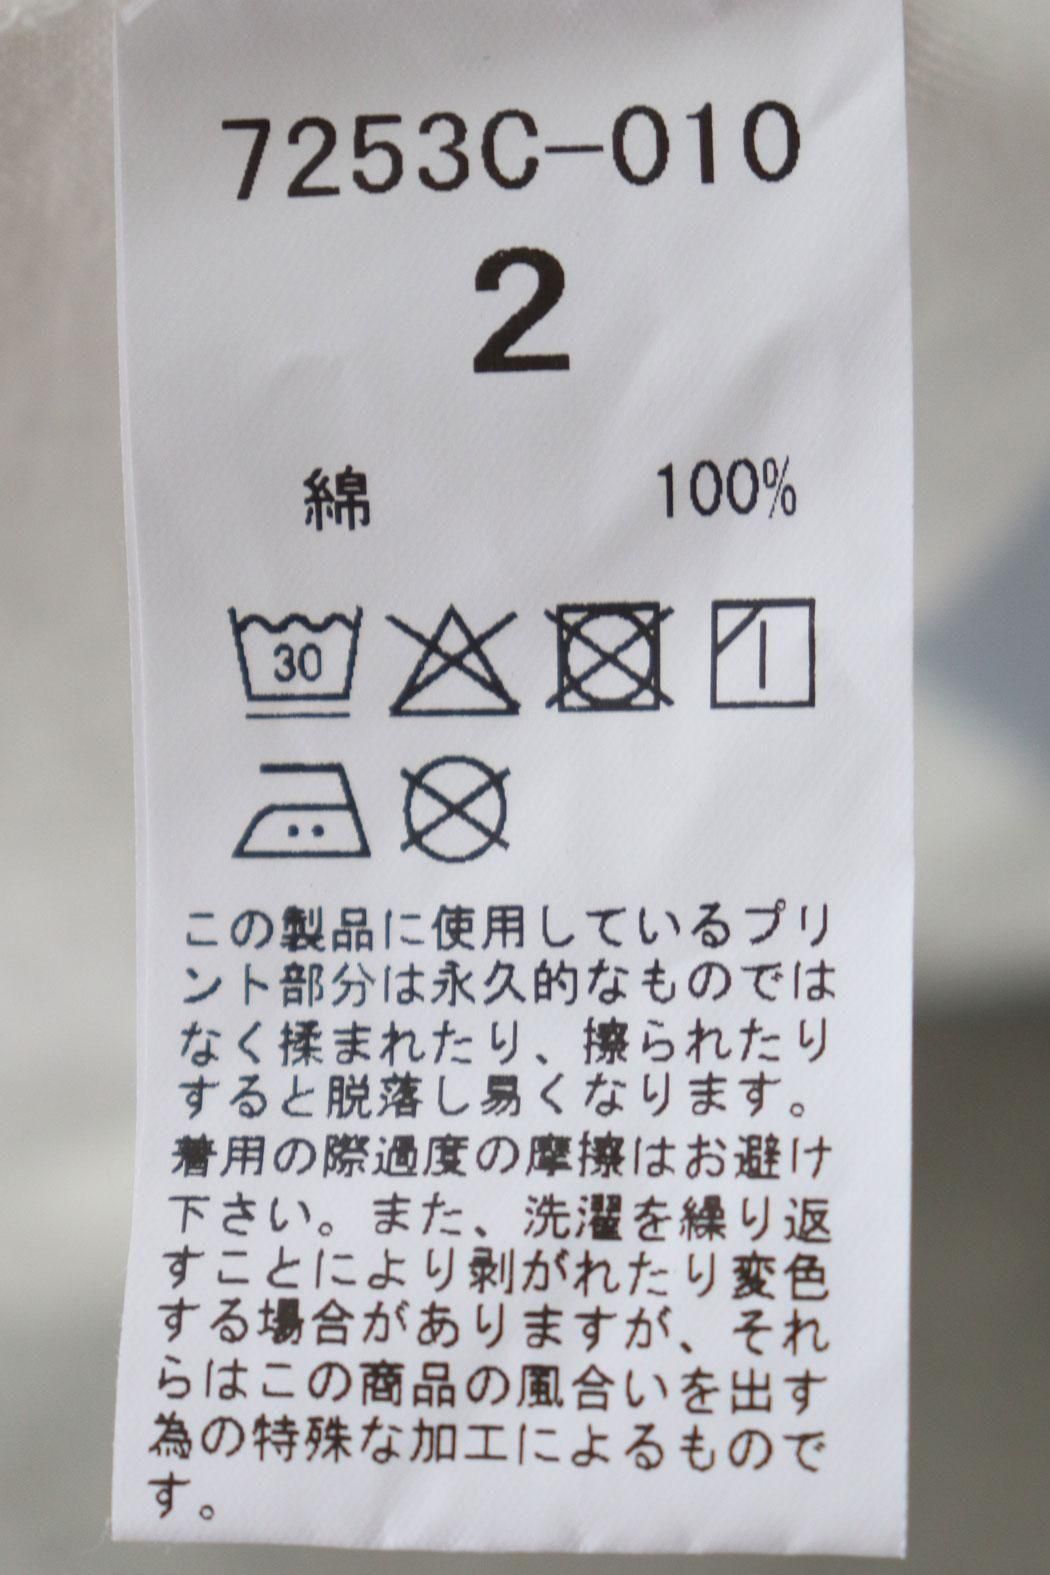 7253C-010
2
綿 100%
30
この製品に使用しているプリ
ント部分は永久的なものでは
なく揉まれたり、擦られたり
すると脱落し易くなります。
着用の際過度の摩擦はお避け
下さい。また、洗濯を繰り返
すことにより剥がれたり変色
する場合がありますが、それ
らはこの商品の風合いを出す
為の特殊な加工によるもので
す。